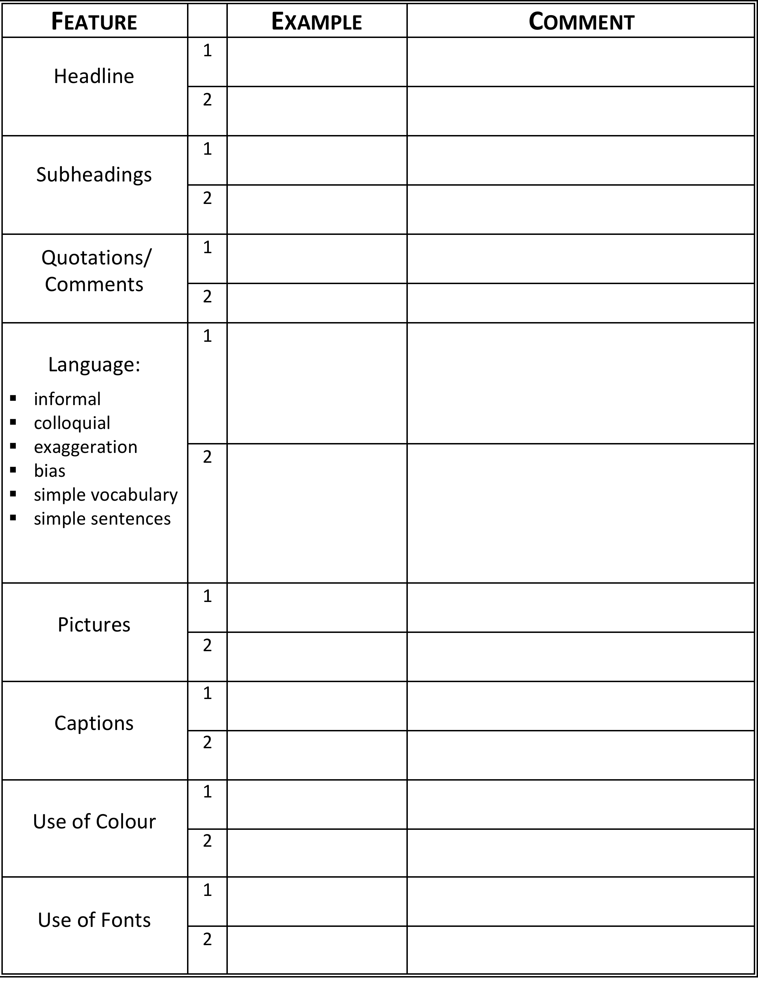 FEATURE EXAMPLE COMMENT
Headline
1
2
Subheadings
1
2
Quotations/
Comments
1
2
Language:
▪ informal
▪ colloquial
▪ exaggeration
▪ bias
▪ simple vocabulary
▪ simple sentences
1
2
Pictures
1
2
Captions
1
2
Use of Colour
1
2
Use of Fonts
1
2